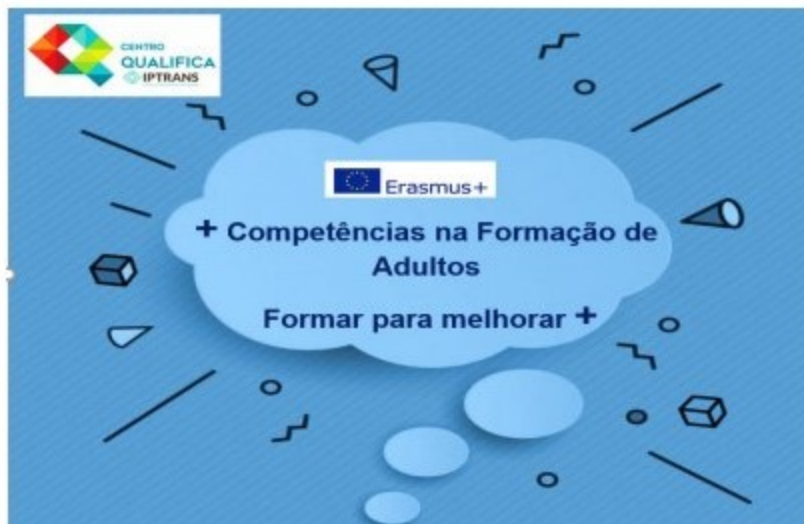 CENTRO
QUALIFICA
IPTRANS
Erasmus+
+ Competências na Formação de
Adultos
Formar para melhorar +